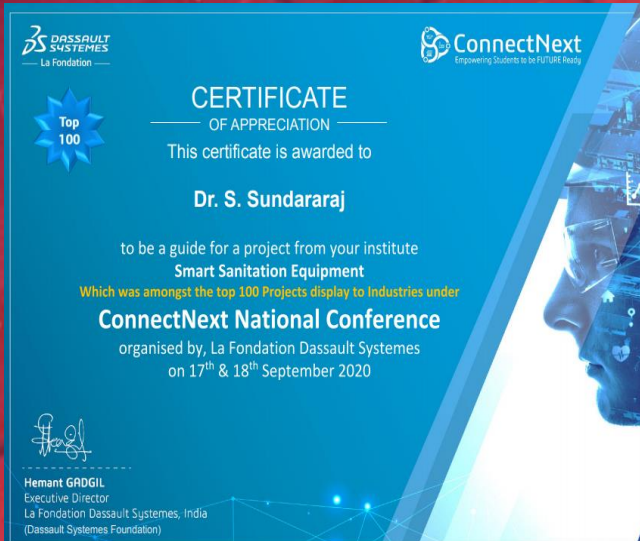 DASSAULT
SYSTEMES
La Fondation
ConnectNext
Empowering Students to be FUTURE Ready
Top
100
CERTIFICATE
OF APPRECIATION
This certificate is awarded to
Dr. S. Sundararaj
to be a guide for a project from your institute
Smart Sanitation Equipment
Which was amongst the top 100 Projects display to Industries under
ConnectNext National Conference
organised by, La Fondation Dassault Systemes
on 17th & 18th September 2020
Hemant GADGIL
Executive Director
La Fondation Dassault Systemes, India
(Dassault Systemes Foundation)